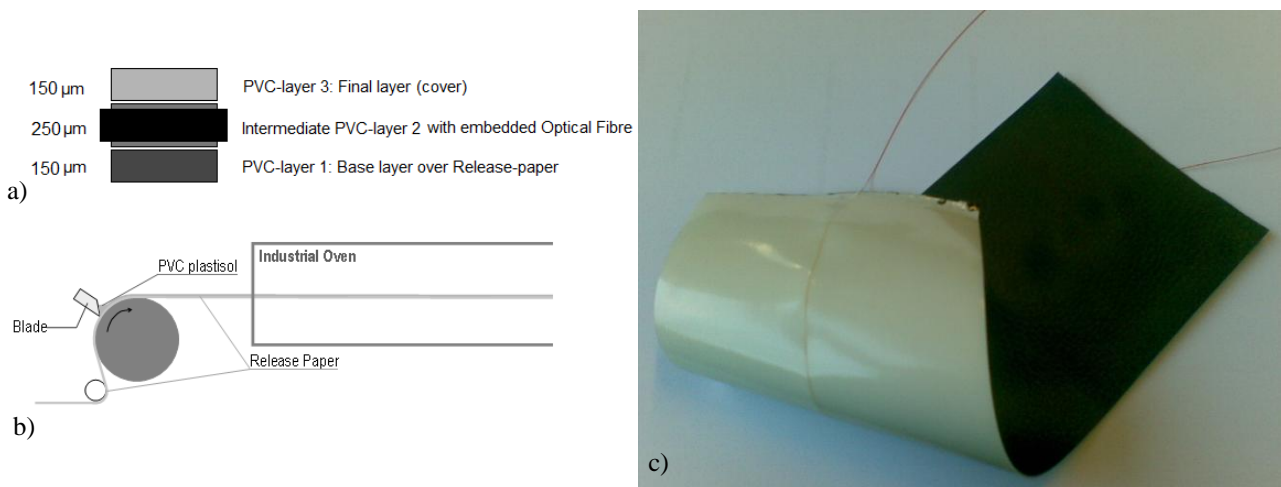 150 µm PVC-layer 3: Final layer (cover)
250 µm Intermediate PVC-layer 2 with embedded Optical Fibre
150 µm PVC-layer 1: Base layer over Release-paper
a)
Industrial Oven
PVC plastisol
Blade
Release Paper
b)
c)